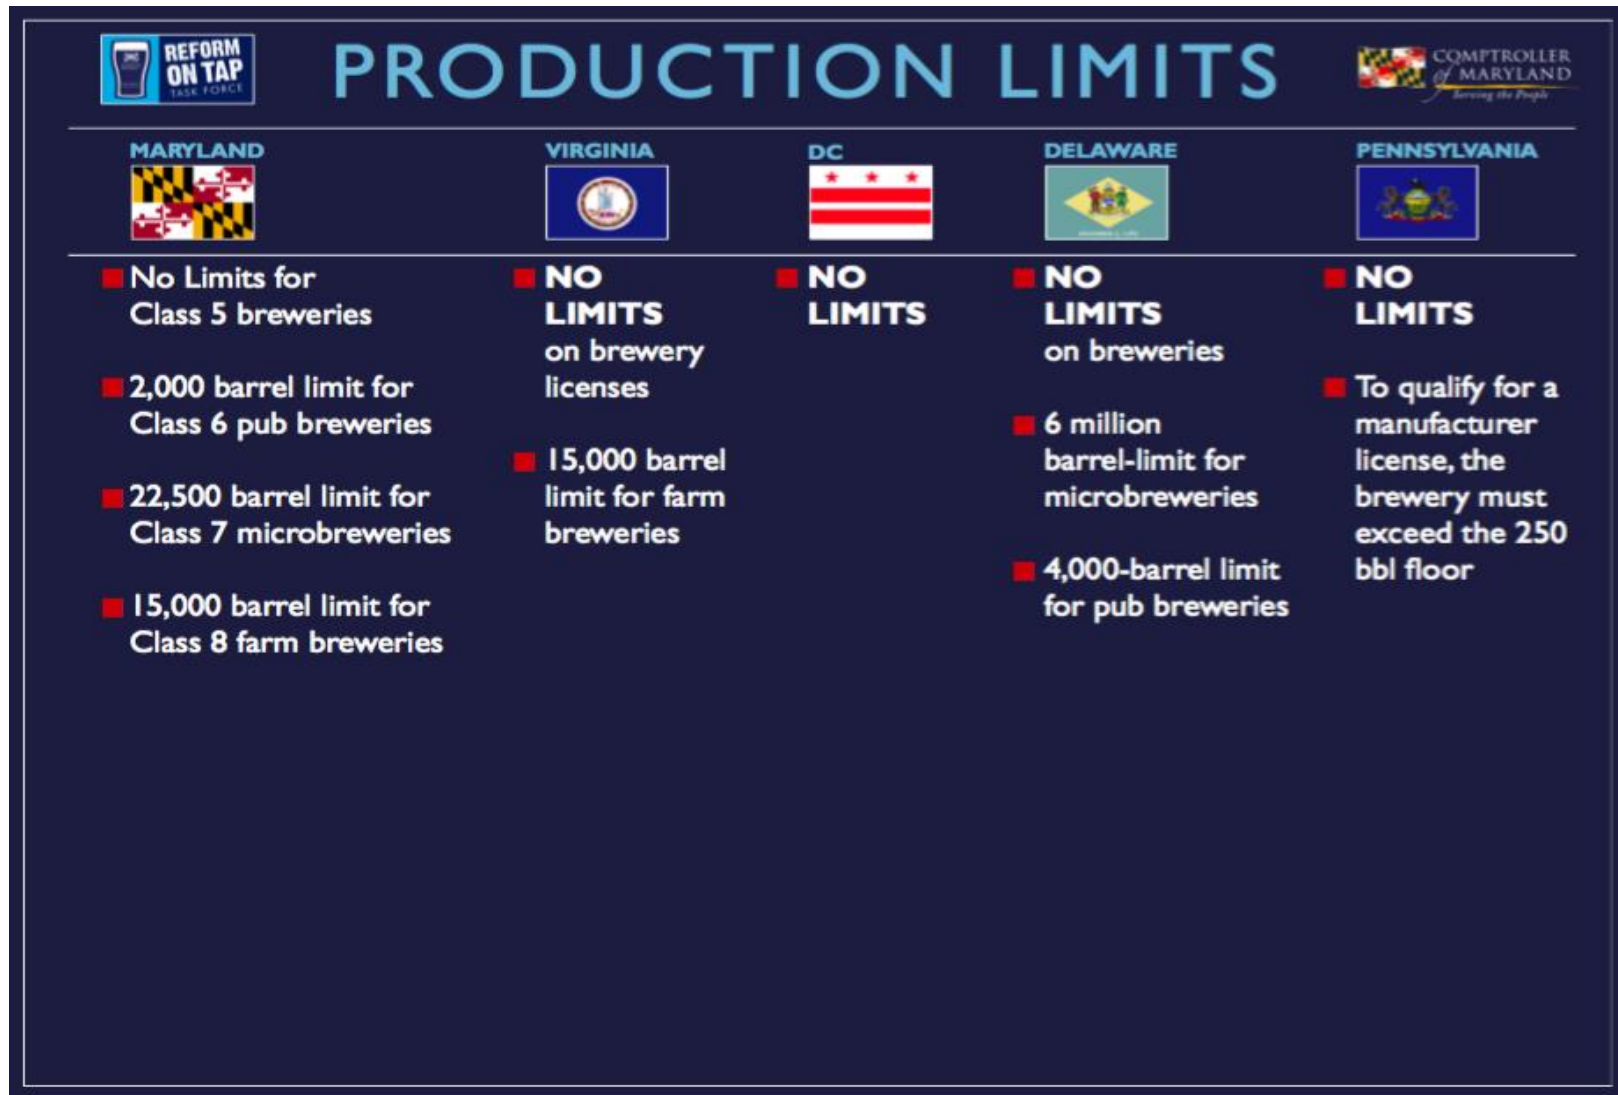 REFORM
ON TAP
TASK FORCE
PRODUCTION LIMITS
COMPTROLLER
of MARYLAND
Serving the People
MARYLAND
No Limits for
Class 5 breweries
2,000 barrel limit for
Class 6 pub breweries
22,500 barrel limit for
Class 7 microbreweries
15,000 barrel limit for
Class 8 farm breweries
VIRGINIA
NO
LIMITS
on brewery
licenses
15,000 barrel
limit for farm
breweries
DC
NO
LIMITS
DELAWARE
NO
LIMITS
on breweries
6 million
barrel-limit for
microbreweries
4,000-barrel limit
for pub breweries
PENNSYLVANIA
NO
LIMITS
To qualify for a
manufacturer
license, the
brewery must
exceed the 250
bbl floor